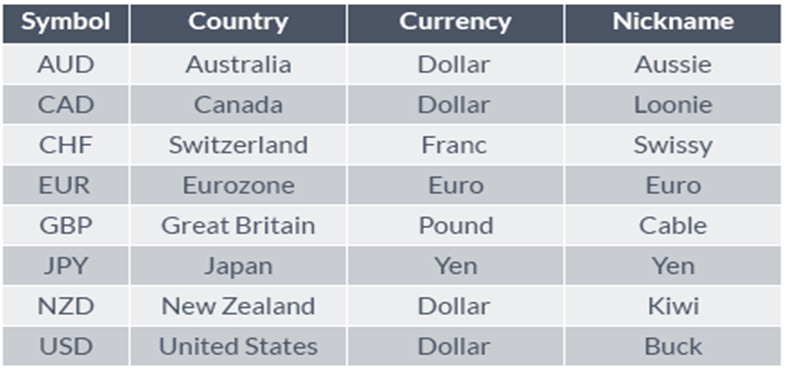 Symbol Country Currency Nickname
AUD Australia Dollar Aussie
CAD Canada Dollar Loonie
CHF Switzerland Franc Swissy
EUR Eurozone Euro Euro
GBP Great Britain Pound Cable
JPY Japan Yen Yen
NZD New Zealand Dollar Kiwi
USD United States Dollar Buck